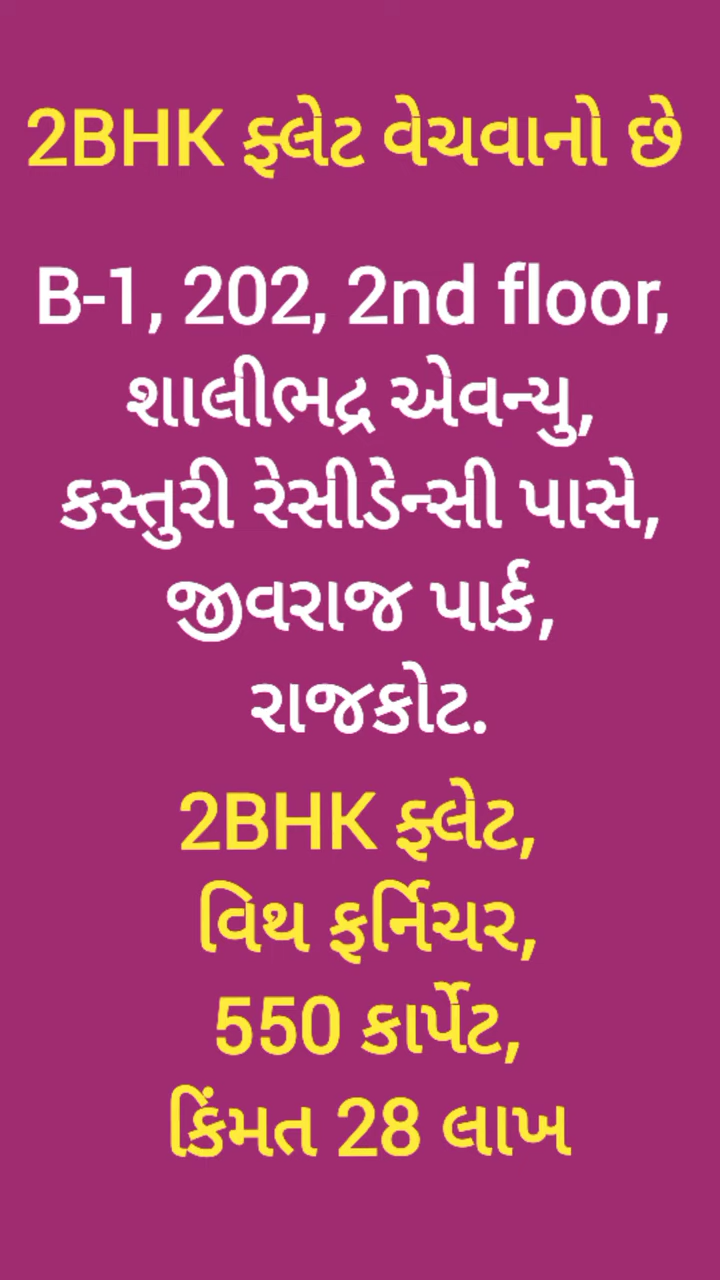 2BHK ફ્લેટ વેચવાનો છે
B-1, 202, 2nd floor,
શાલીભદ્ર એવન્યુ,
કસ્તુરી રેસીડેન્સી પાસે,
જીવરાજ પાર્ક,
રાજકોટ.
2BHK ફ્લેટ,
વિથ ફર્નિચર,
550 કાર્પેટ,
કિંમત 28 લાખ